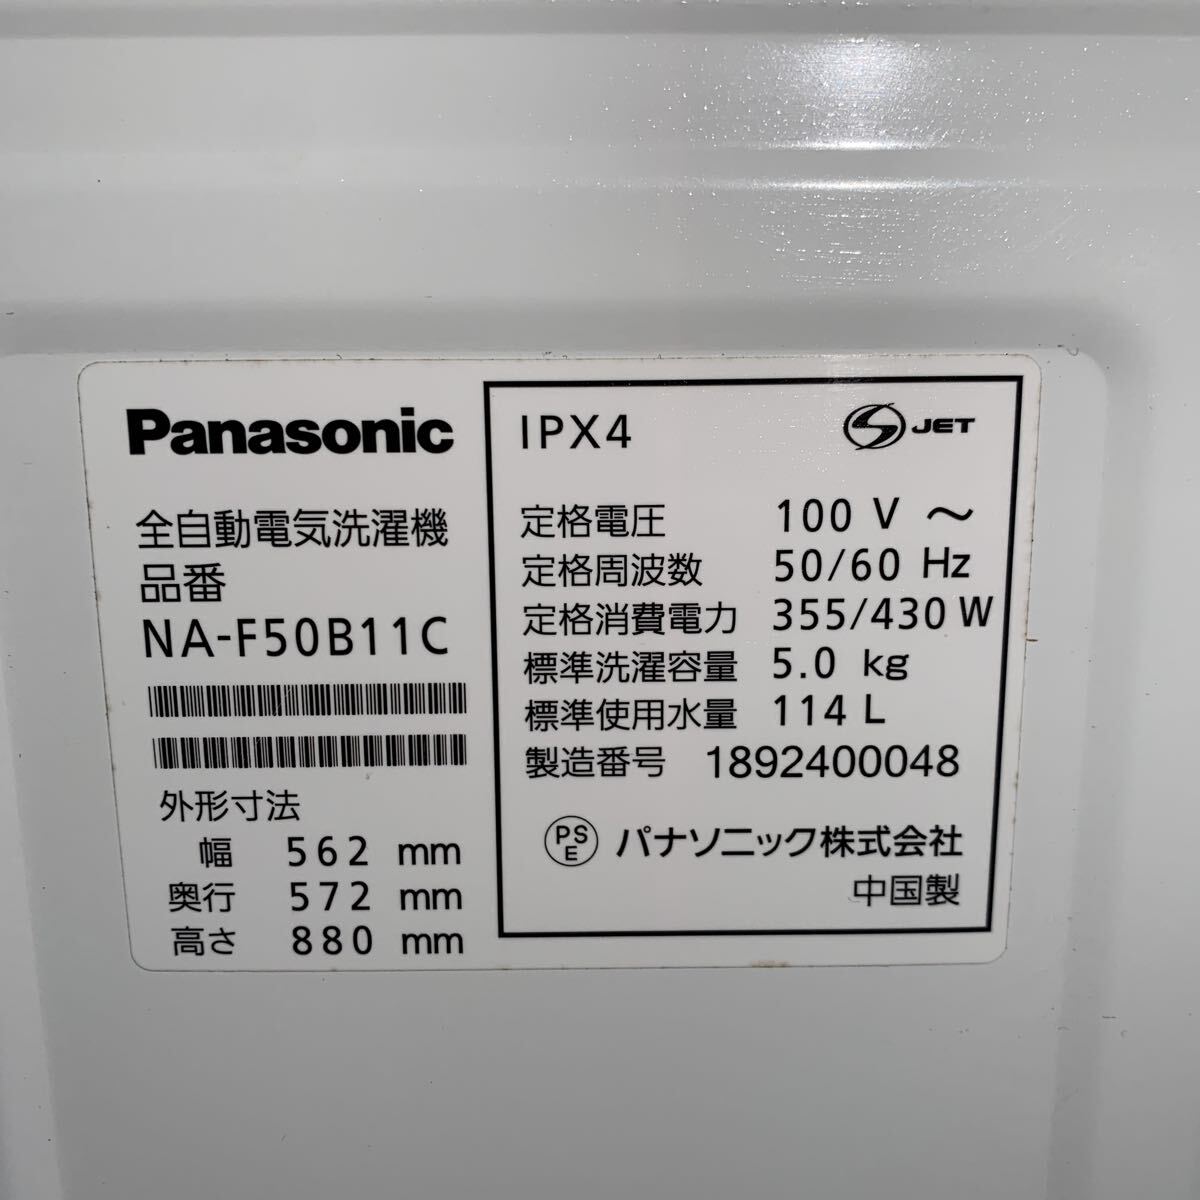 Panasonic
全自動電気洗濯機
品番
NA-F50B11C
外形寸法
幅 562 mm
奥行 572 mm
高さ 880 mm
IPX4
JET
定格電圧 100 V ～
定格周波数 50/60 Hz
定格消費電力 355/430 W
標準洗濯容量 5.0 kg
標準使用水量 114 L
製造番号 1892400048
PS
E
パナソニック株式会社
中国製